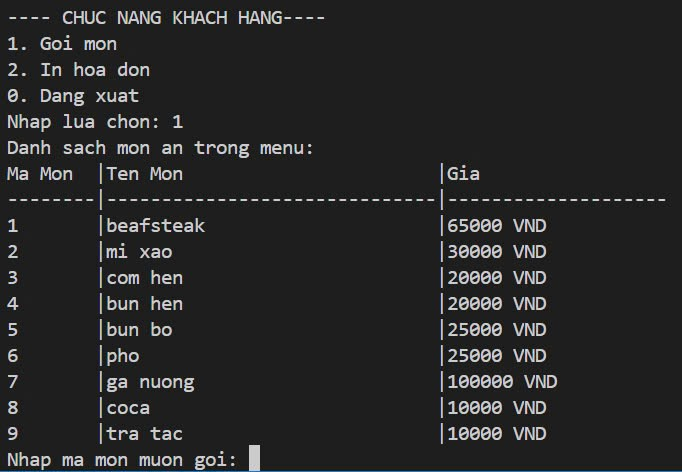 ---- CHUC NANG KHACH HANG----
1. Goi mon
2. In hoa don
0. Dang xuat
Nhap lua chon: 1
Danh sach mon an trong menu:
Ma Mon  |Ten Mon                       |Gia
--------|------------------------------|--------------------
1       |beafsteak                     |65000 VND
2       |mi xao                        |30000 VND
3       |com hen                       |20000 VND
4       |bun hen                       |20000 VND
5       |bun bo                        |25000 VND
6       |pho                           |25000 VND
7       |ga nuong                      |100000 VND
8       |coca                          |10000 VND
9       |tra tac                       |10000 VND
Nhap ma mon muon goi: